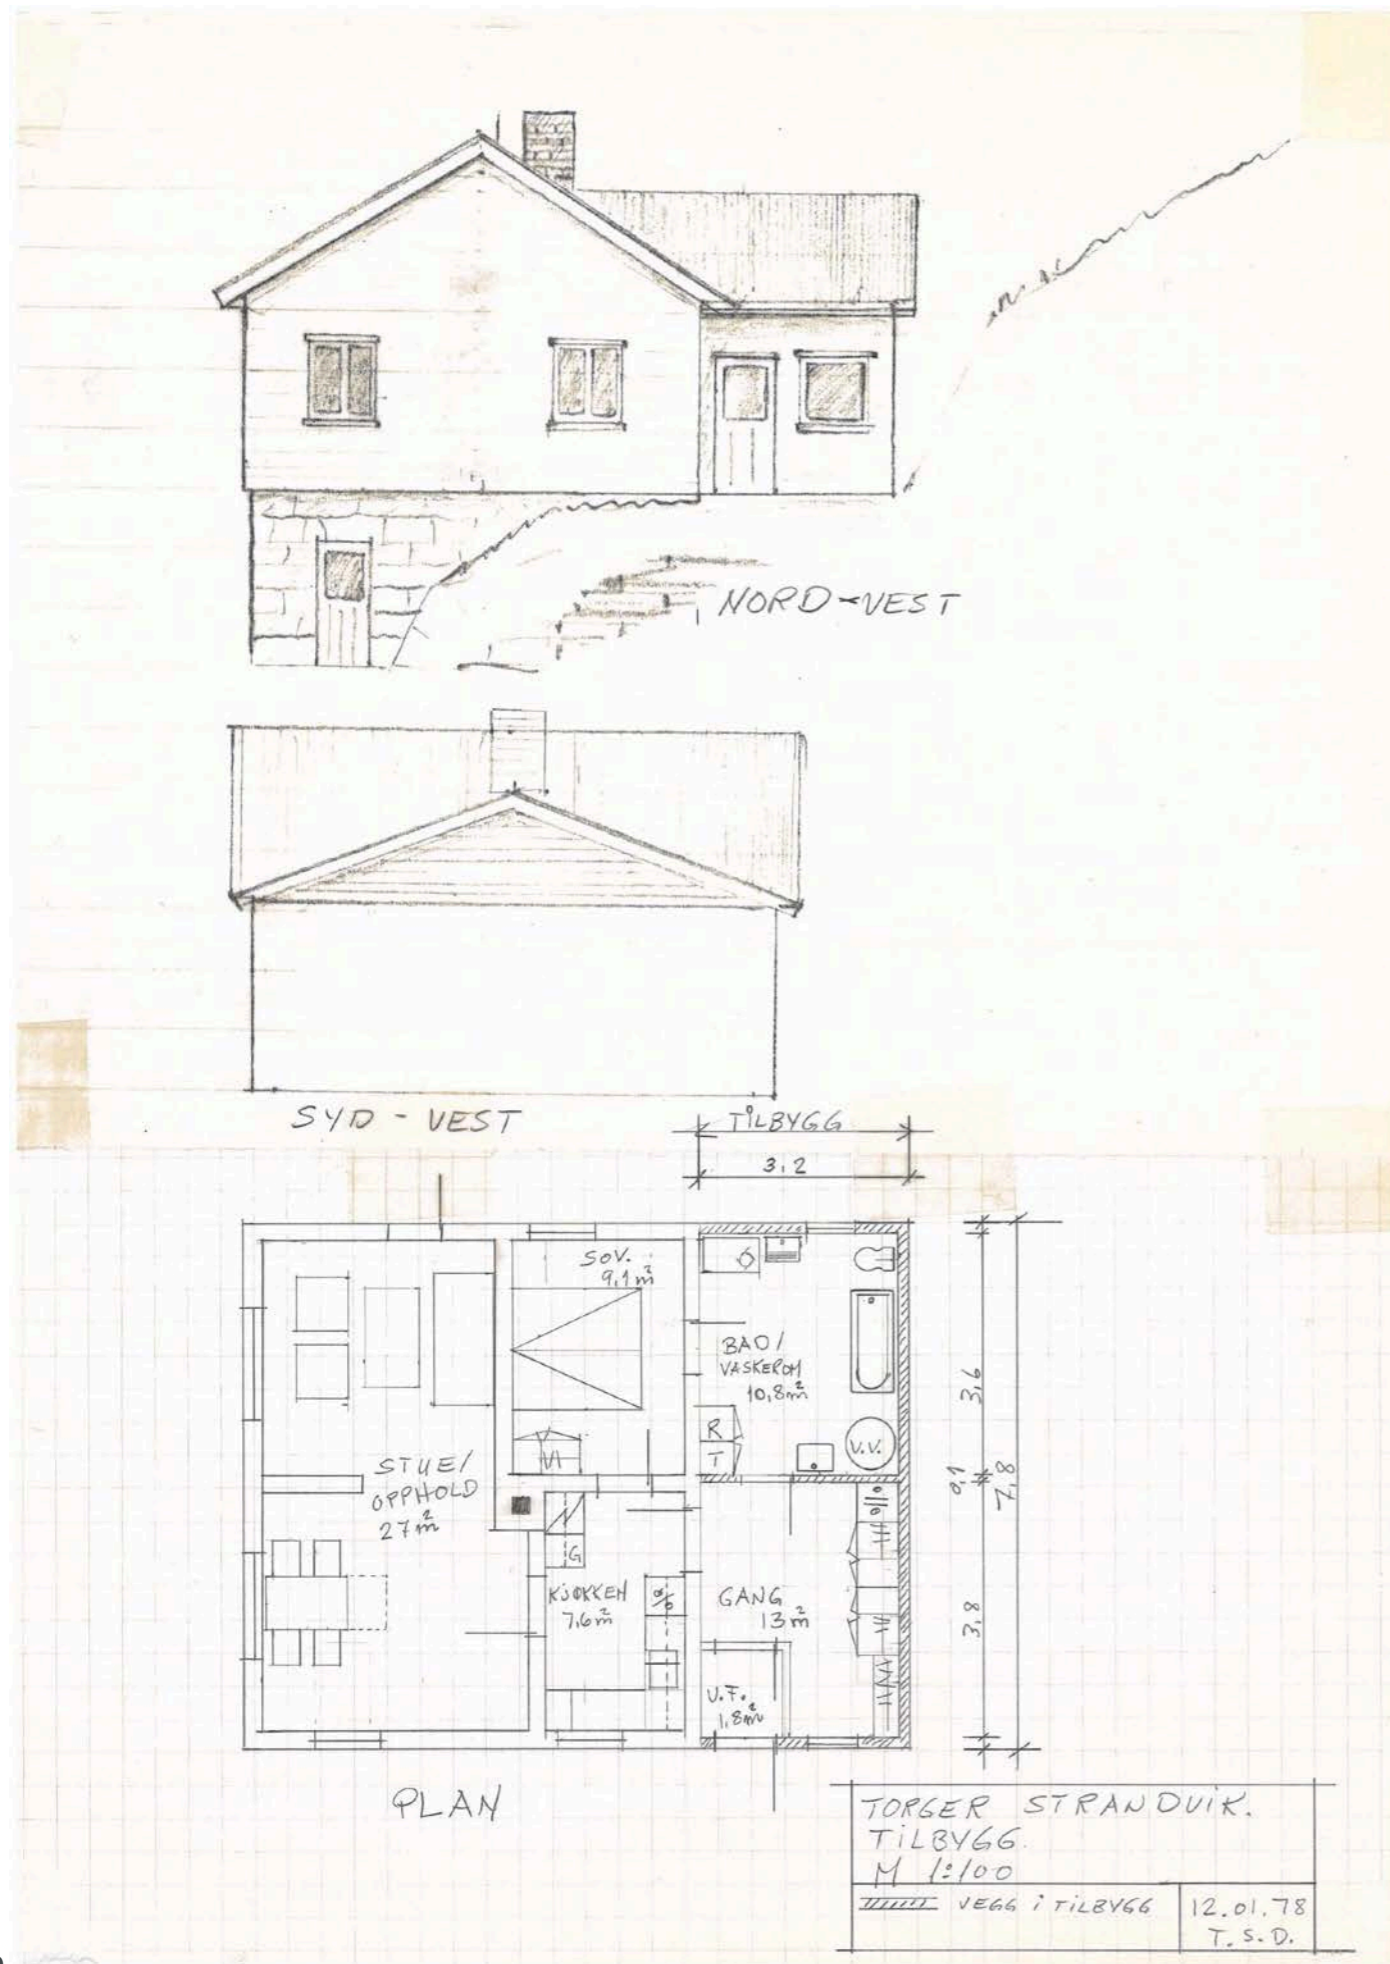 NORD-VEST
SYD - VEST
TILBYGG
3,2
SOV.
9,1 m²
BAD/
VASKEROM
10,8 m²
R
T
V.V.
3,6
0,1
7,8
3,8
STUE/
OPPHOLD
27 m²
G
KJØKKEN
7,6 m²
GANG
13 m²
V.F.
1,8 m²
PLAN
TORGER STRANDVIK.
TILBYGG.
M 1:100
VEGG i TILBYGG
12.01.78
T.S.D.